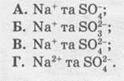 А. Na⁺ та SO₄⁻;
Б. Na⁺ та SO₃²⁻;
В. Na⁺ та SO₄²⁻;
Г. Na²⁺ та SO₄²⁻.